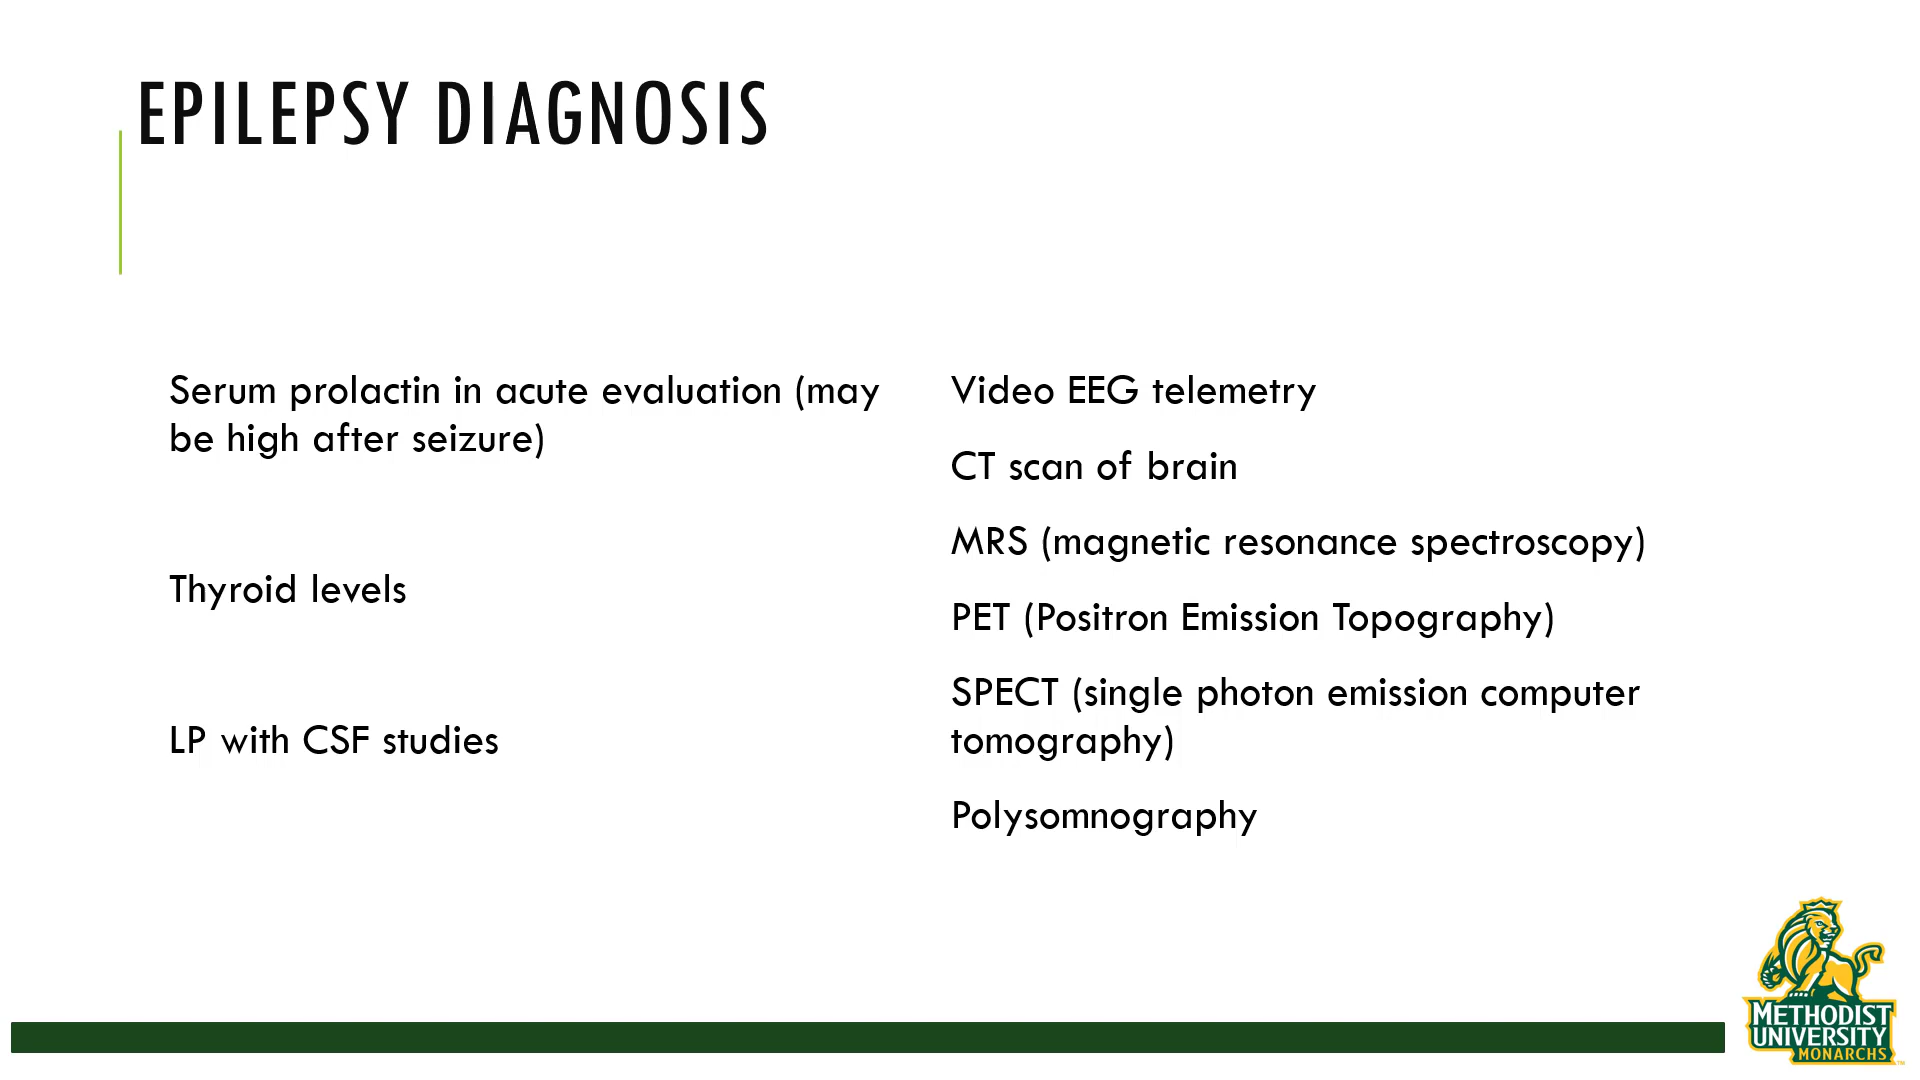 EPILEPSY DIAGNOSIS
Serum prolactin in acute evaluation (may
be high after seizure)
Thyroid levels
LP with CSF studies
Video EEG telemetry
CT scan of brain
MRS (magnetic resonance spectroscopy)
PET (Positron Emission Topography)
SPECT (single photon emission computer
tomography)
Polysomnography
METHODIST
UNIVERSITY
MONARCHS